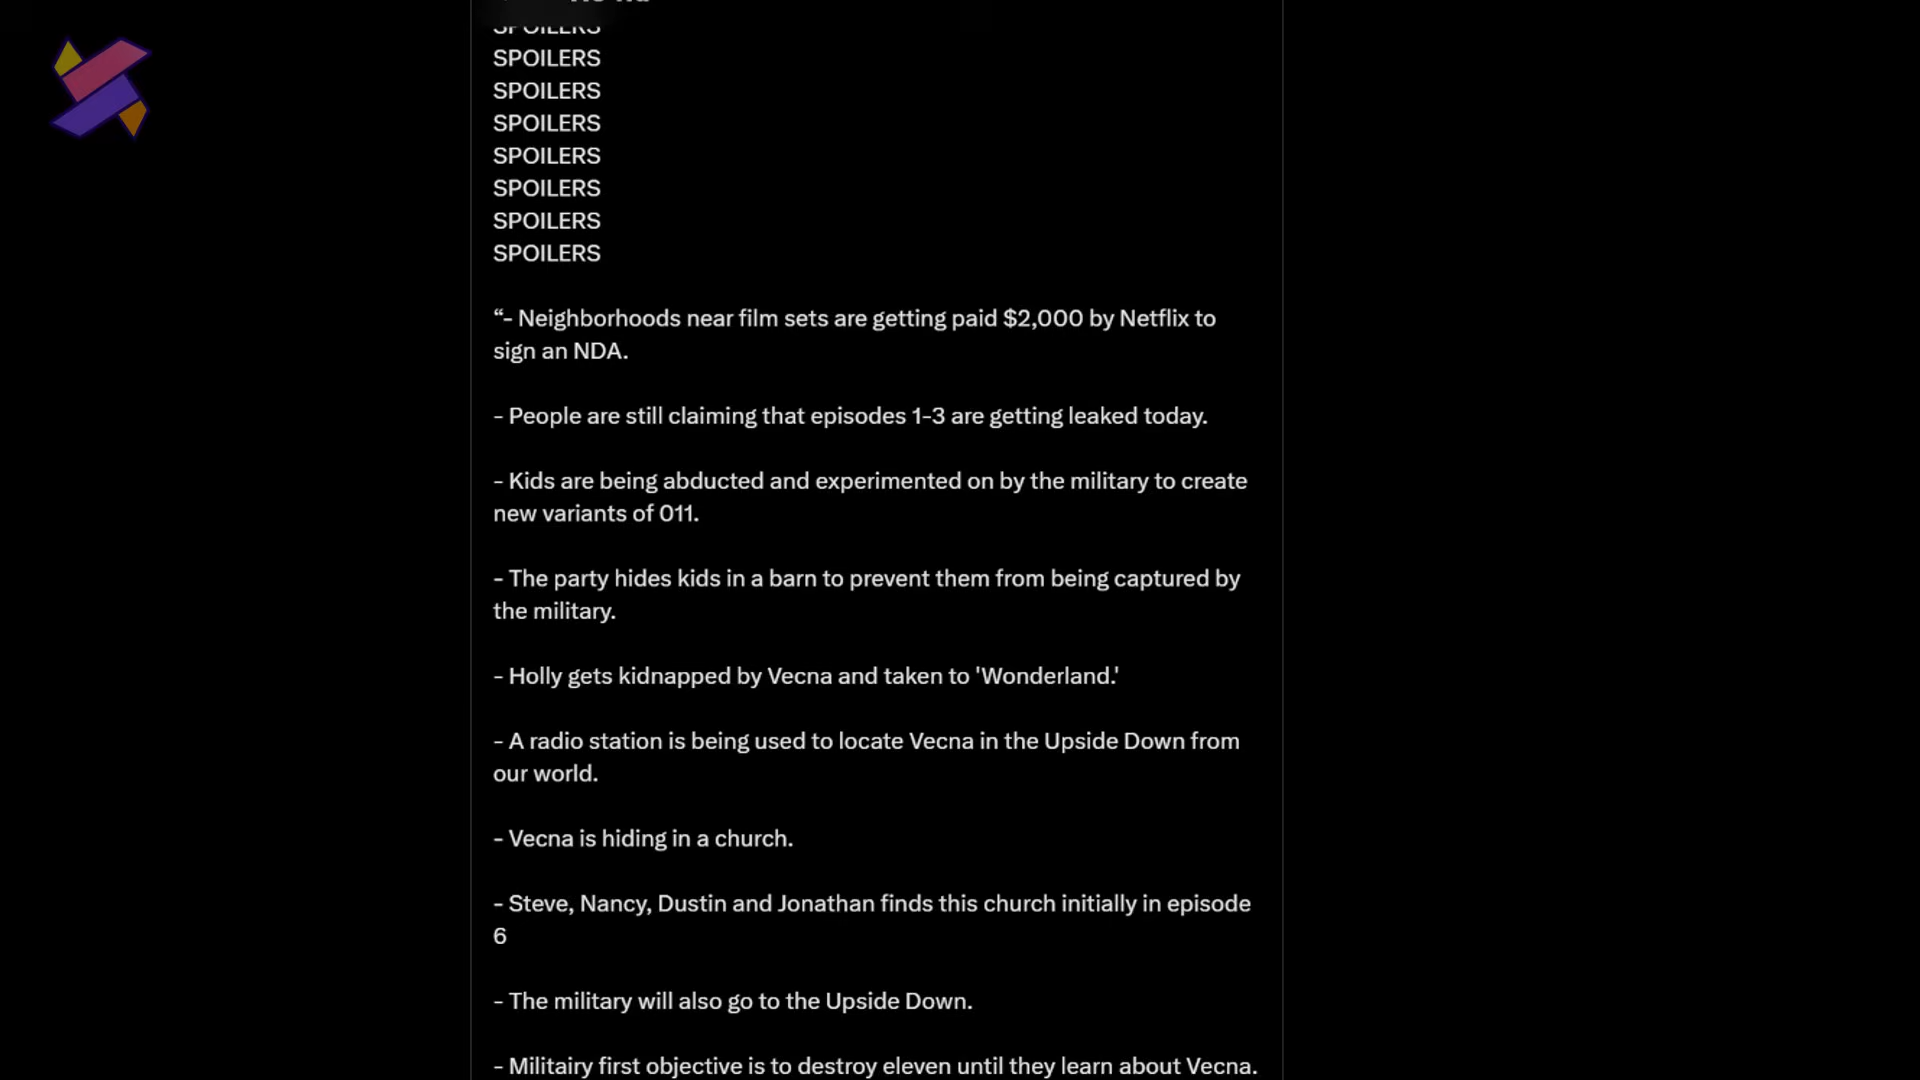 SPOILERS
SPOILERS
SPOILERS
SPOILERS
SPOILERS
SPOILERS
SPOILERS
SPOILERS
“- Neighborhoods near film sets are getting paid $2,000 by Netflix to
sign an NDA.
- People are still claiming that episodes 1-3 are getting leaked today.
- Kids are being abducted and experimented on by the military to create
new variants of 011.
- The party hides kids in a barn to prevent them from being captured by
the military.
- Holly gets kidnapped by Vecna and taken to 'Wonderland.'
- A radio station is being used to locate Vecna in the Upside Down from
our world.
- Vecna is hiding in a church.
- Steve, Nancy, Dustin and Jonathan finds this church initially in episode
6
- The military will also go to the Upside Down.
- Militairy first objective is to destroy eleven until they learn about Vecna.